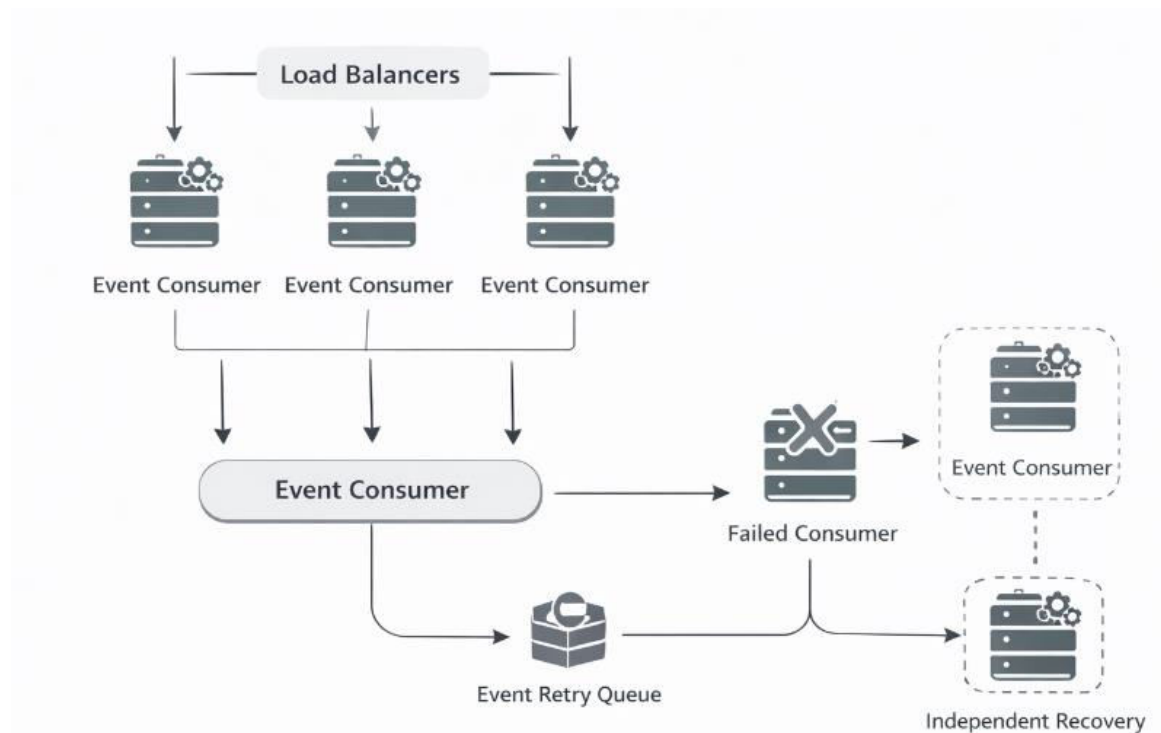 Load Balancers
Event Consumer Event Consumer Event Consumer
Event Consumer
Event Consumer
Failed Consumer
Event Retry Queue
Independent Recovery